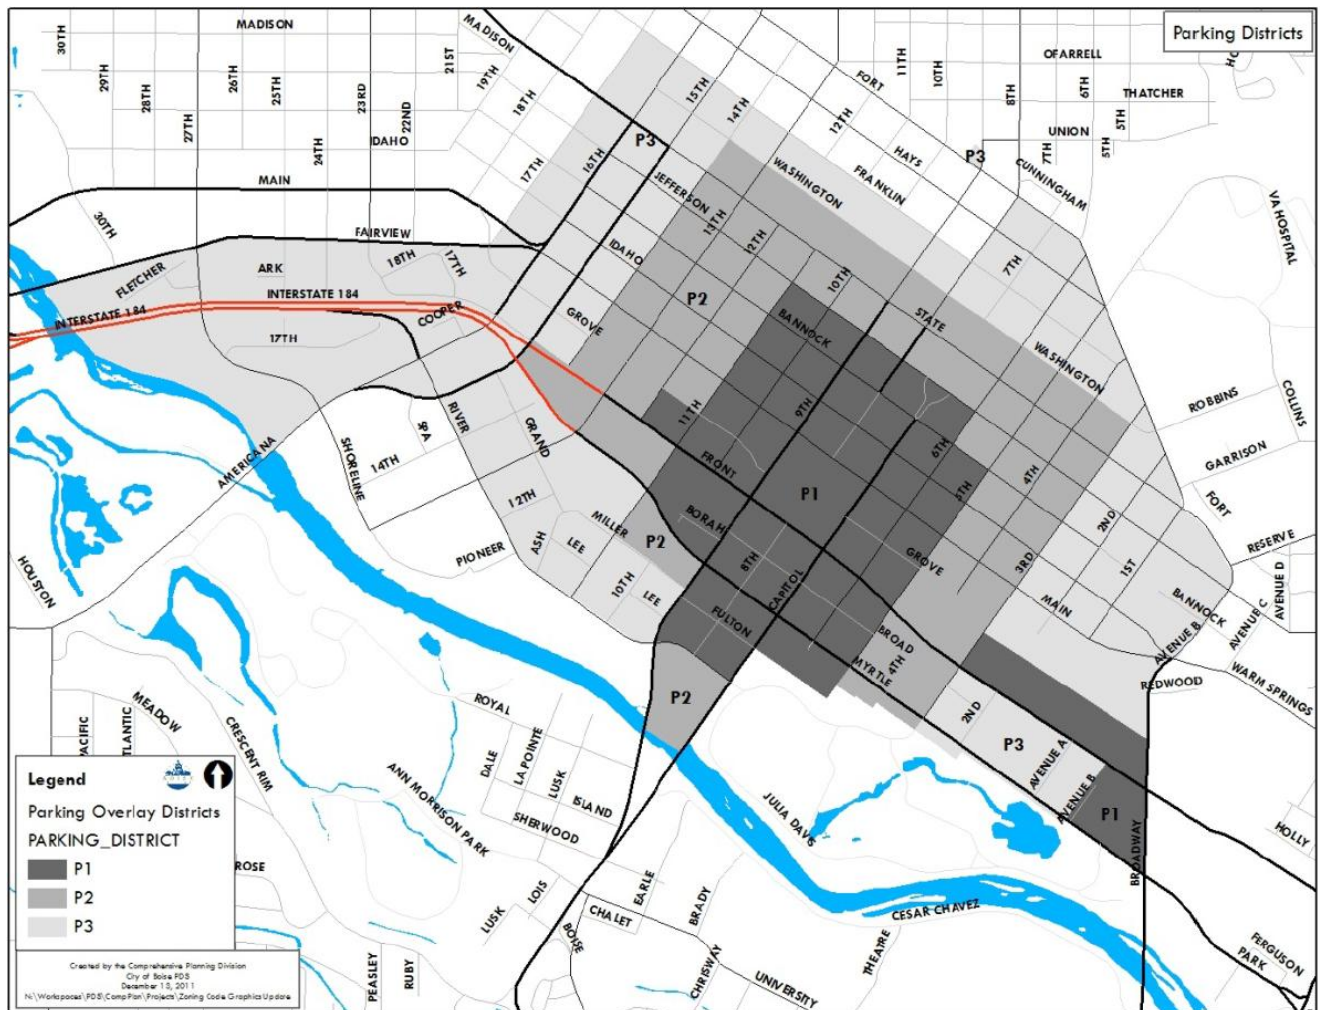 Parking Districts
MADISON
MADISON
30TH
29TH
28TH
27TH
26TH
25TH
24TH
23RD
22ND
21ST
19TH
18TH
17TH
16TH
15TH
14TH
IDAHO
MAIN
FORT
12TH
HAYS
FRANKLIN
11TH
10TH
OFARRELL
8TH
6TH
THATCHER
5TH
UNION
7TH
5TH
P3
P3
CUNNINGHAM
WASHINGTON
JEFFERSON
13TH
12TH
IDAHO
10TH
7TH
VA HOSPITAL
30TH
FAIRVIEW
FLETCHER
ARK
18TH
17TH
INTERSTATE 184
INTERSTATE 184
COOPER
17TH
GROVE
P2
BANNOCK
STATE
WASHINGTON
ROBBINS
COLLINS
GARRISON
FORT
RESERVE
AVENUE D
AMERICANA
SHORELINE
SPA
14TH
RIVER
GRAND
12TH
PIONEER
ASH
LEE
MILLER
10TH
LEE
P2
11TH
9TH
FRONT
P1
6TH
5TH
4TH
3RD
2ND
1ST
BORAH
8TH
CAPITOL
GROVE
FULTON
BROAD
MYRTLE
4TH
MAIN
BANNOCK
AVENUE B
AVENUE C
REDWOOD
WARM SPRINGS
HOUSTON
P2
2ND
P3
AVENUE A
AVENUE B
P1
BROADWAY
HOLLY
PACIFIC
MEADOW
CRESCENT RIM
ROYAL
DALE
LA POINTE
LUSK
ISLAND
SHERWOOD
ANN MORRISON PARK
JULIA DAVIS
CESAR CHAVEZ
ROSE
LUSK
LOIS
EARLE
CHALET
BRADY
BOISE
CHRISWAY
UNIVERSITY
THEATRE
PEASLEY
RUBY
FERGUSON
PARK
Legend
Parking Overlay Districts
PARKING_DISTRICT
P1
P2
P3
Created by the Comprehensive Planning Division
City of Boise PDS
December 13, 2011
N:\Workspaces\PDS\CompPlan\Projects\Zoning Code GraphicsUpdate